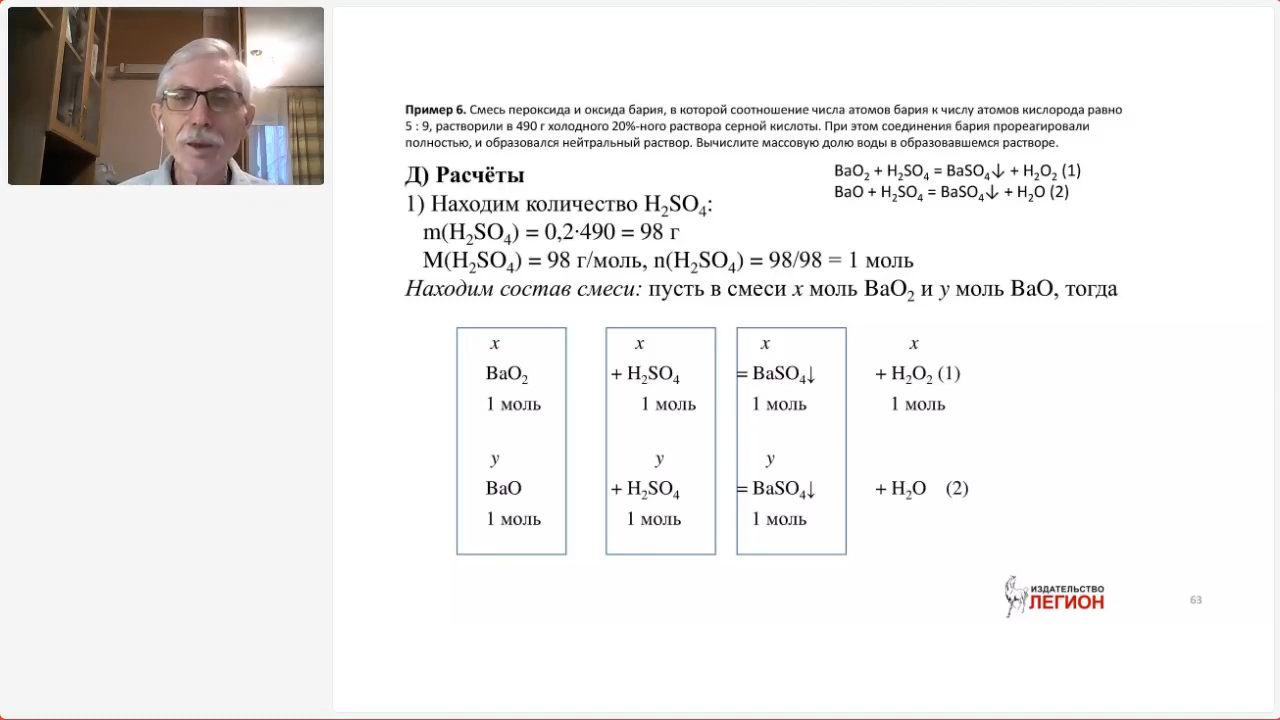 Пример 6. Смесь пероксида и оксида бария, в которой соотношение числа атомов бария к числу атомов кислорода равно
5 : 9, растворили в 490 г холодного 20%-ного раствора серной кислоты. При этом соединения бария прореагировали
полностью, и образовался нейтральный раствор. Вычислите массовую долю воды в образовавшемся растворе.
Д) Расчёты
BaO₂ + H₂SO₄ = BaSO₄↓ + H₂O₂ (1)
BaO + H₂SO₄ = BaSO₄↓ + H₂O (2)
1) Находим количество H₂SO₄:
m(H₂SO₄) = 0,2·490 = 98 г
M(H₂SO₄) = 98 г/моль, n(H₂SO₄) = 98/98 = 1 моль
Находим состав смеси: пусть в смеси x моль BaO₂ и y моль BaO, тогда
x x x x
BaO₂ + H₂SO₄ = BaSO₄↓ + H₂O₂ (1)
1 моль 1 моль 1 моль 1 моль
y y y
BaO + H₂SO₄ = BaSO₄↓ + H₂O (2)
1 моль 1 моль 1 моль
ИЗДАТЕЛЬСТВО
ЛЕГИОН
63